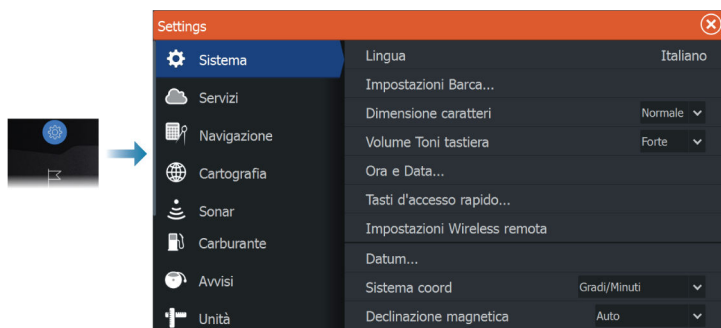 Settings
Sistema
Servizi
Navigazione
Cartografia
Sonar
Carburante
Avvisi
Unità
Lingua Italiano
Impostazioni Barca...
Dimensione caratteri Normale
Volume Toni tastiera Forte
Ora e Data...
Tasti d'accesso rapido...
Impostazioni Wireless remota
Datum...
Sistema coord Gradi/Minuti
Declinazione magnetica Auto